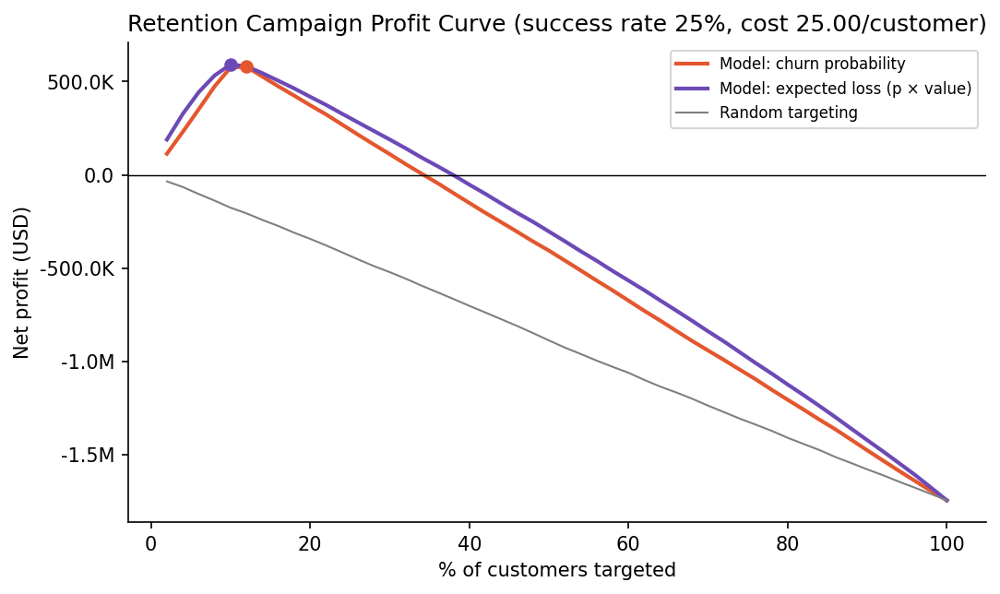 Retention Campaign Profit Curve (success rate 25%, cost 25.00/customer)
Model: churn probability
Model: expected loss (p × value)
Random targeting
500.0K
0.0
-500.0K
-1.0M
-1.5M
Net profit (USD)
0 20 40 60 80 100
% of customers targeted